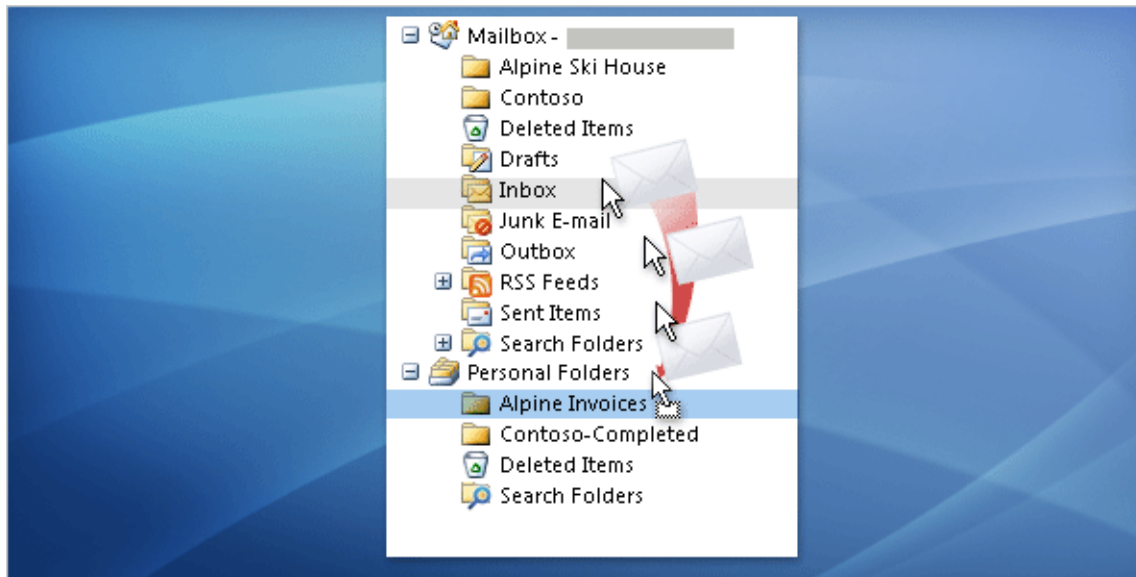 Mailbox -
Alpine Ski House
Contoso
Deleted Items
Drafts
Inbox
Junk E-mail
Outbox
RSS Feeds
Sent Items
Search Folders
Personal Folders
Alpine Invoices
Contoso-Completed
Deleted Items
Search Folders